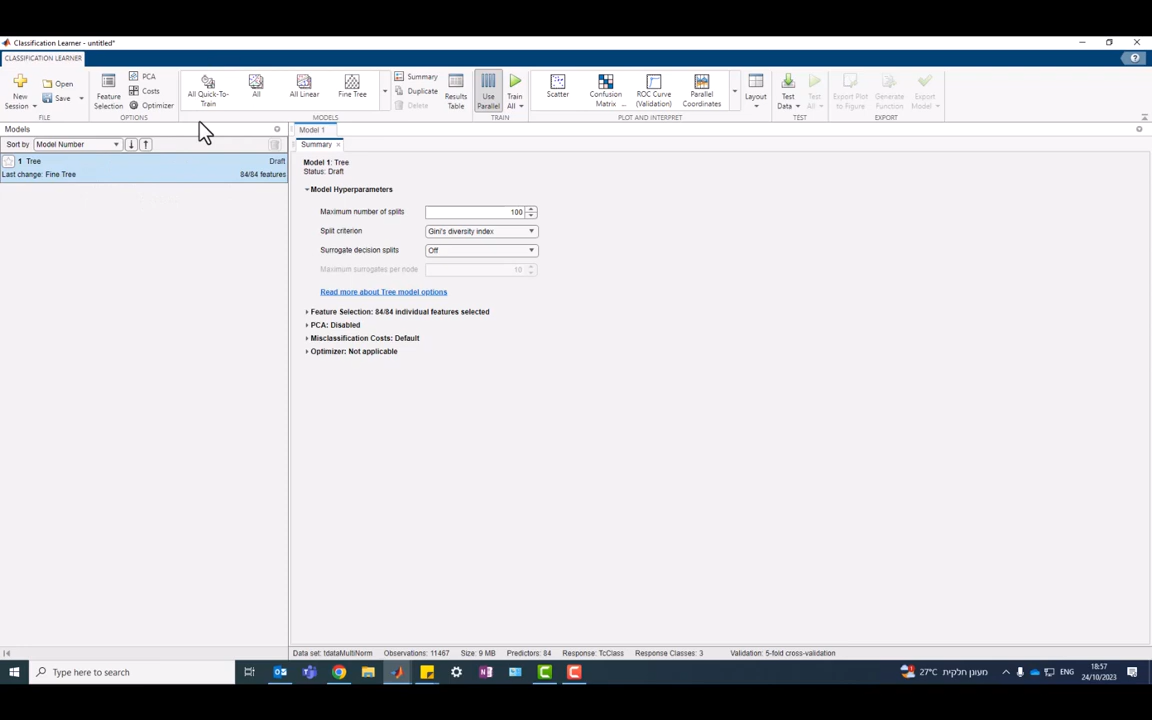 Classification Learner - untitled*
CLASSIFICATION LEARNER
New Session
Open
Save
FILE
Feature Selection
PCA
Costs
Optimizer
OPTIONS
All Quick-To-Train
All
All Linear
Fine Tree
MODELS
Summary
Duplicate
Delete
Results Table
Use Parallel
Train All
TRAIN
Scatter
Confusion Matrix
ROC Curve (Validation)
Parallel Coordinates
PLOT AND INTERPRET
Layout
Test Data
Test All
TEST
Export Plot to Figure
Generate Function
Export Model
EXPORT
Models
Sort by Model Number
1 Tree Draft
Last change: Fine Tree 84/84 features
Model 1
Summary
Model 1: Tree
Status: Draft
Model Hyperparameters
Maximum number of splits 100
Split criterion Gini's diversity index
Surrogate decision splits Off
Maximum surrogates per node 10
Read more about Tree model options
Feature Selection: 84/84 individual features selected
PCA: Disabled
Misclassification Costs: Default
Optimizer: Not applicable
Data set: tdataMultiNorm Observations: 11467 Size: 9 MB Predictors: 84 Response: TcClass Response Classes: 3 Validation: 5-fold cross-validation
Type here to search
27°C מעונן חלקית
ENG
18:57
24/10/2023